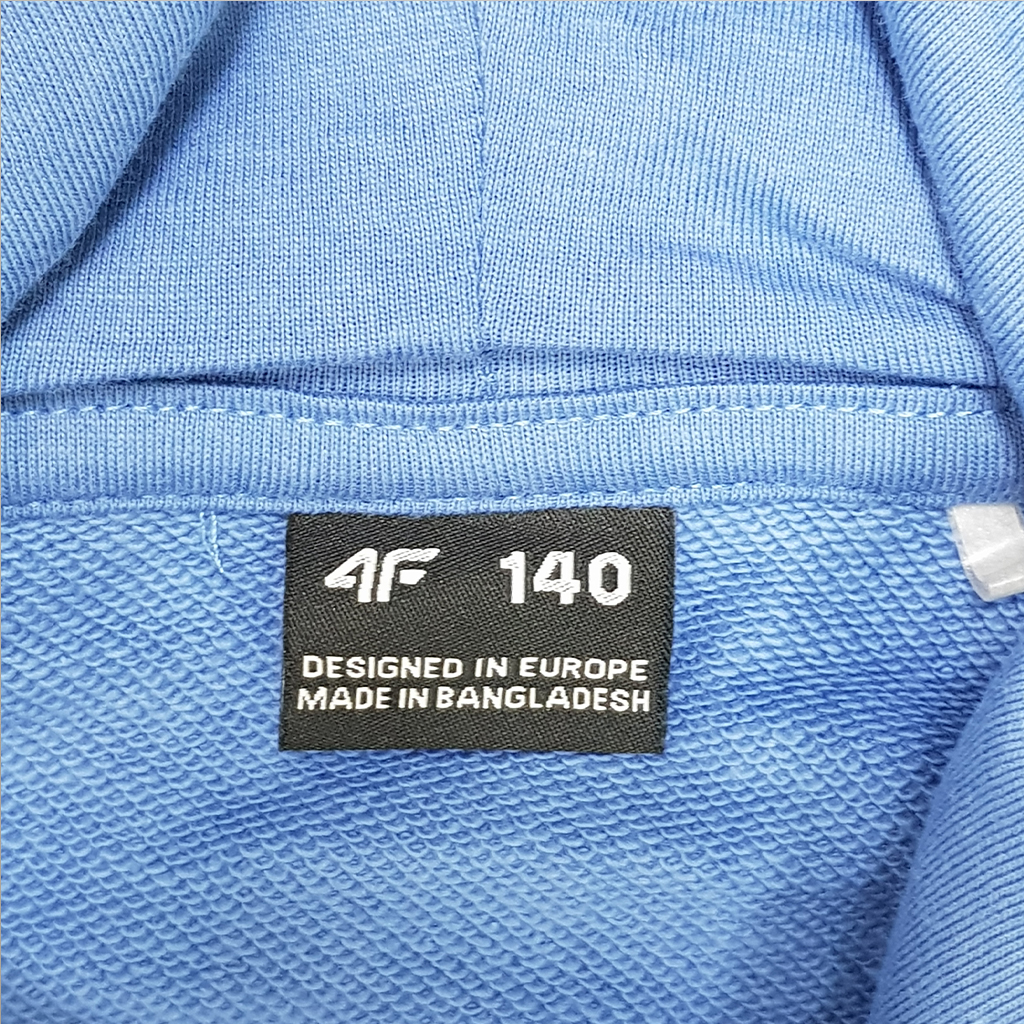 4F 140
DESIGNED IN EUROPE
MADE IN BANGLADESH